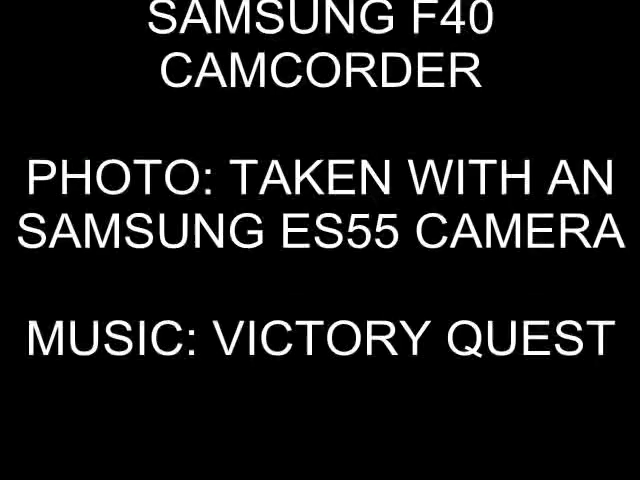 SAMSUNG F40
CAMCORDER
PHOTO: TAKEN WITH AN
SAMSUNG ES55 CAMERA
MUSIC: VICTORY QUEST